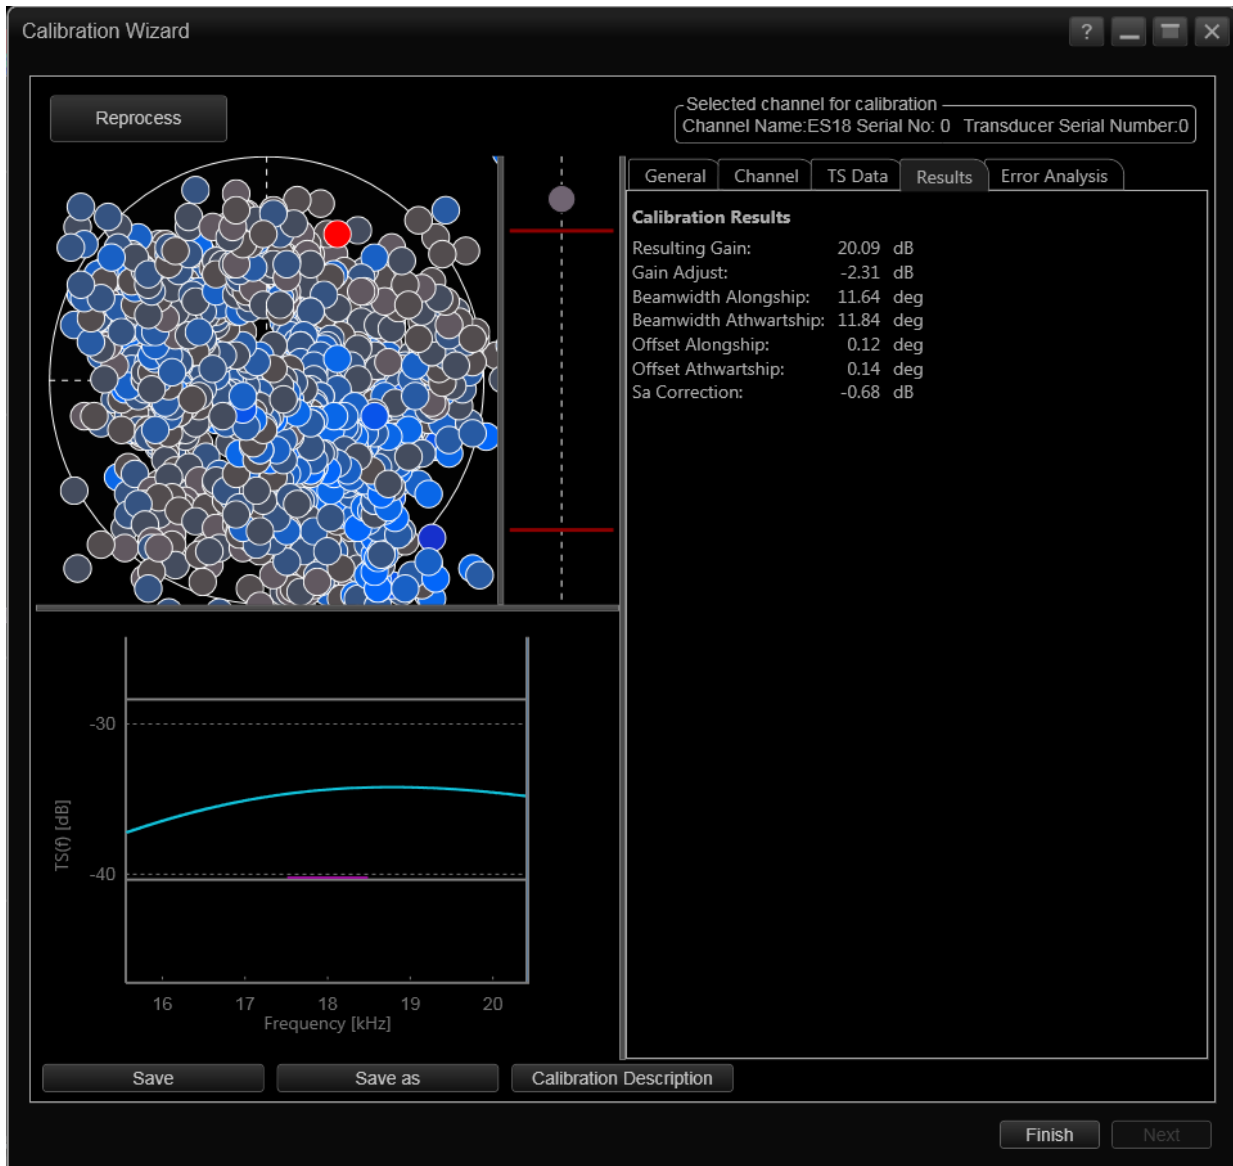 Calibration Wizard
?
Reprocess
Selected channel for calibration
Channel Name:ES18 Serial No: 0 Transducer Serial Number:0
General Channel TS Data Results Error Analysis
Calibration Results
Resulting Gain: 20.09 dB
Gain Adjust: -2.31 dB
Beamwidth Alongship: 11.64 deg
Beamwidth Athwartship: 11.84 deg
Offset Alongship: 0.12 deg
Offset Athwartship: 0.14 deg
Sa Correction: -0.68 dB
-30
TS(f) [dB]
-40
16 17 18 19 20
Frequency [kHz]
Save Save as Calibration Description
Finish Next